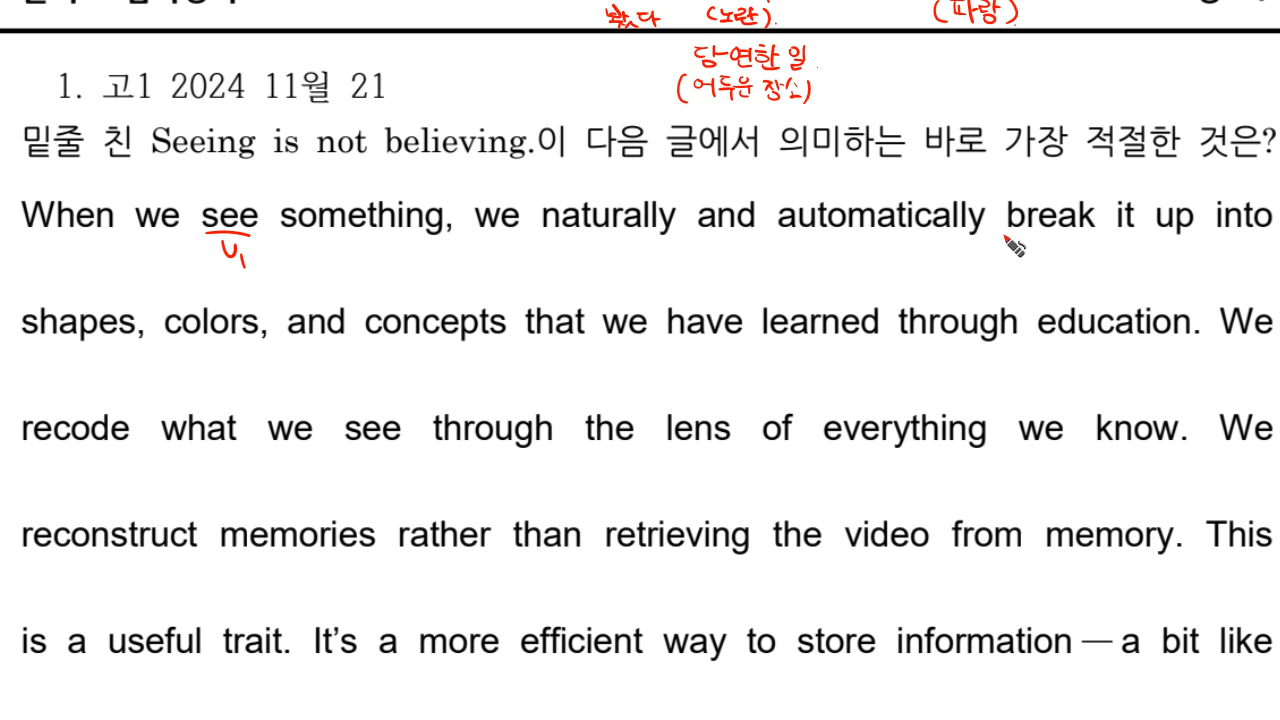 봤다 (노란) (파랑)
당연한 일
(어두운 장소)
1. 고1 2024 11월 21
밑줄 친 Seeing is not believing.이 다음 글에서 의미하는 바로 가장 적절한 것은?
When we see something, we naturally and automatically break it up into
V1
shapes, colors, and concepts that we have learned through education. We
recode what we see through the lens of everything we know. We
reconstruct memories rather than retrieving the video from memory. This
is a useful trait. It’s a more efficient way to store information — a bit like